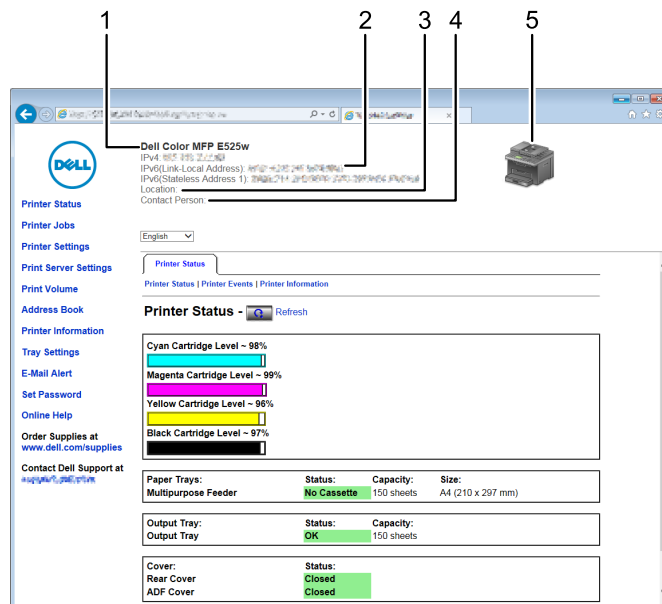 1 2 3 4 5
DELL
Dell Color MFP E525w
IPv4:
IPv6(Link-Local Address):
IPv6(Stateless Address 1):
Location:
Contact Person:
English
Printer Status
Printer Jobs
Printer Settings
Print Server Settings
Print Volume
Address Book
Printer Information
Tray Settings
E-Mail Alert
Set Password
Online Help
Order Supplies at
www.dell.com/supplies
Contact Dell Support at
Printer Status
Printer Status | Printer Events | Printer Information
Printer Status - Refresh
Cyan Cartridge Level ~ 98%
Magenta Cartridge Level ~ 99%
Yellow Cartridge Level ~ 96%
Black Cartridge Level ~ 97%
Paper Trays: Status: Capacity: Size:
Multipurpose Feeder No Cassette 150 sheets A4 (210 x 297 mm)
Output Tray: Status: Capacity:
Output Tray OK 150 sheets
Cover: Status:
Rear Cover Closed
ADF Cover Closed